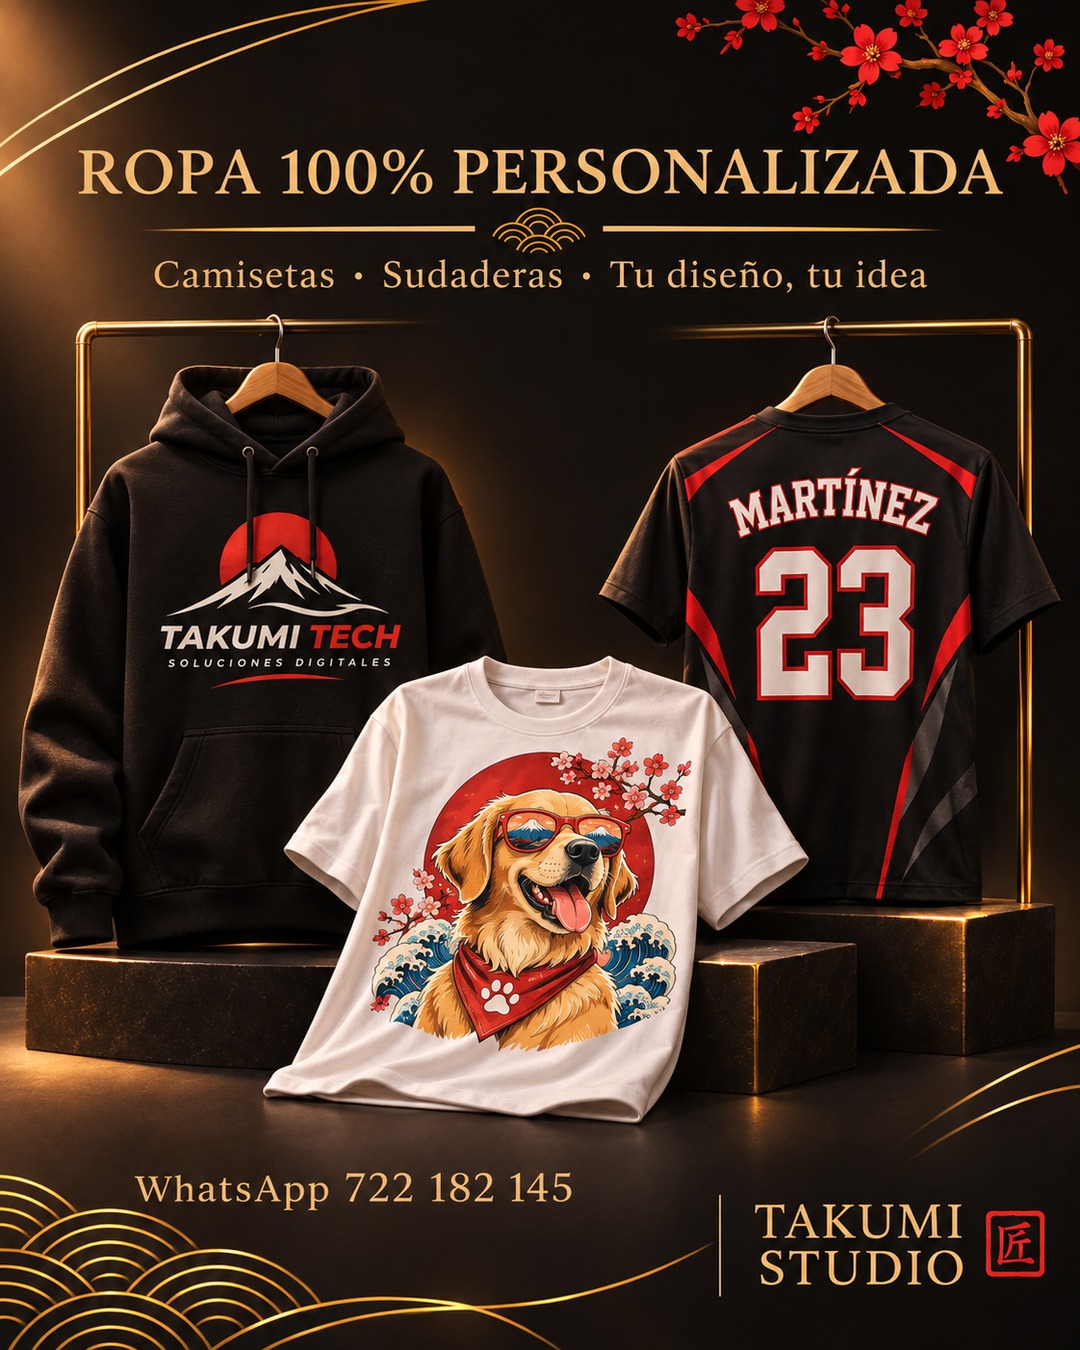 ROPA 100% PERSONALIZADA
Camisetas • Sudaderas • Tu diseño, tu idea
TAKUMI TECH
SOLUCIONES DIGITALES
MARTÍNEZ
23
WhatsApp 722 182 145
TAKUMI
STUDIO
匠